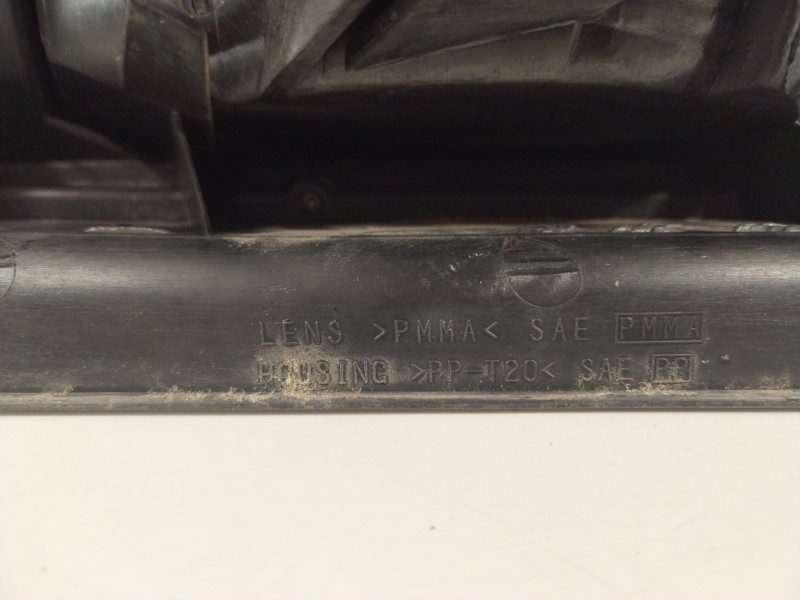 LENS >PMMA< SAE PMMA
HOUSING >PP-T20< SAE PP